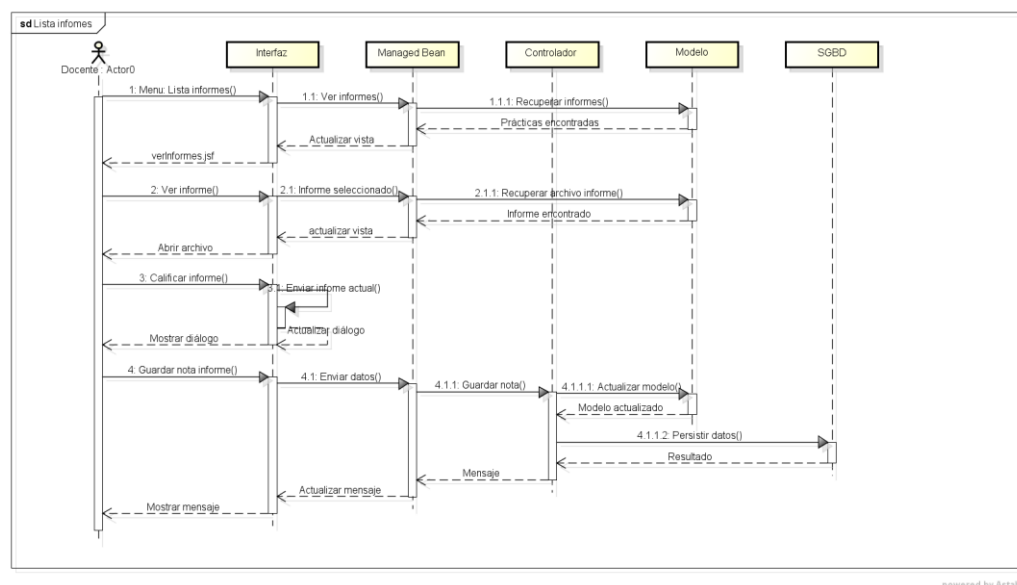 sd Lista infomes
Interfaz
Managed Bean
Controlador
Modelo
SGBD
Docente : Actor0
1: Menu: Lista informes()
1.1: Ver informes()
1.1.1: Recuperar informes()
Prácticas encontradas
Actualizar vista
verInformes.jsf
2: Ver informe()
2.1: Informe seleccionado()
2.1.1: Recuperar archivo informe()
Informe encontrado
actualizar vista
Abrir archivo
3: Calificar informe()
3.1: Enviar infome actual()
Actualizar diálogo
Mostrar diálogo
4: Guardar nota informe()
4.1: Enviar datos()
4.1.1: Guardar nota()
4.1.1.1: Actualizar modelo()
Modelo actualizado
4.1.1.2: Persistir datos()
Resultado
Mensaje
Actualizar mensaje
Mostrar mensaje
powered by Astah